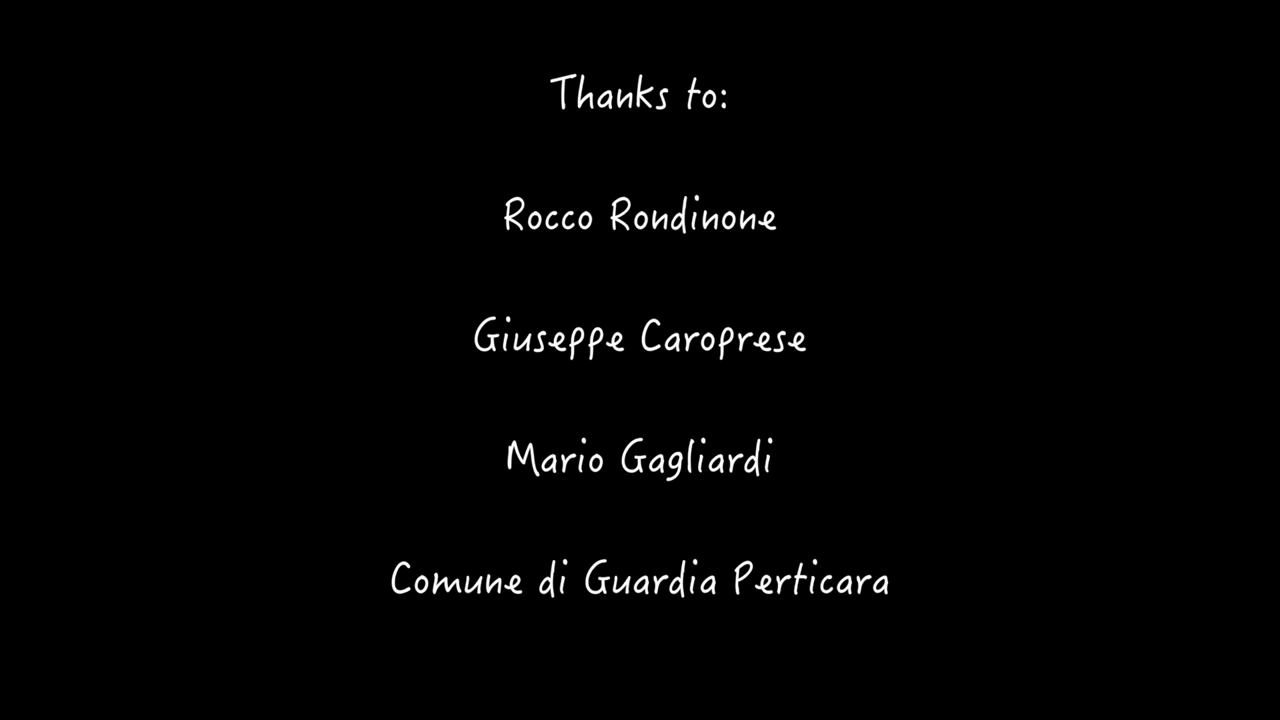 Thanks to:
Rocco Rondinone
Giuseppe Caroprese
Mario Gagliardi
Comune di Guardia Perticara